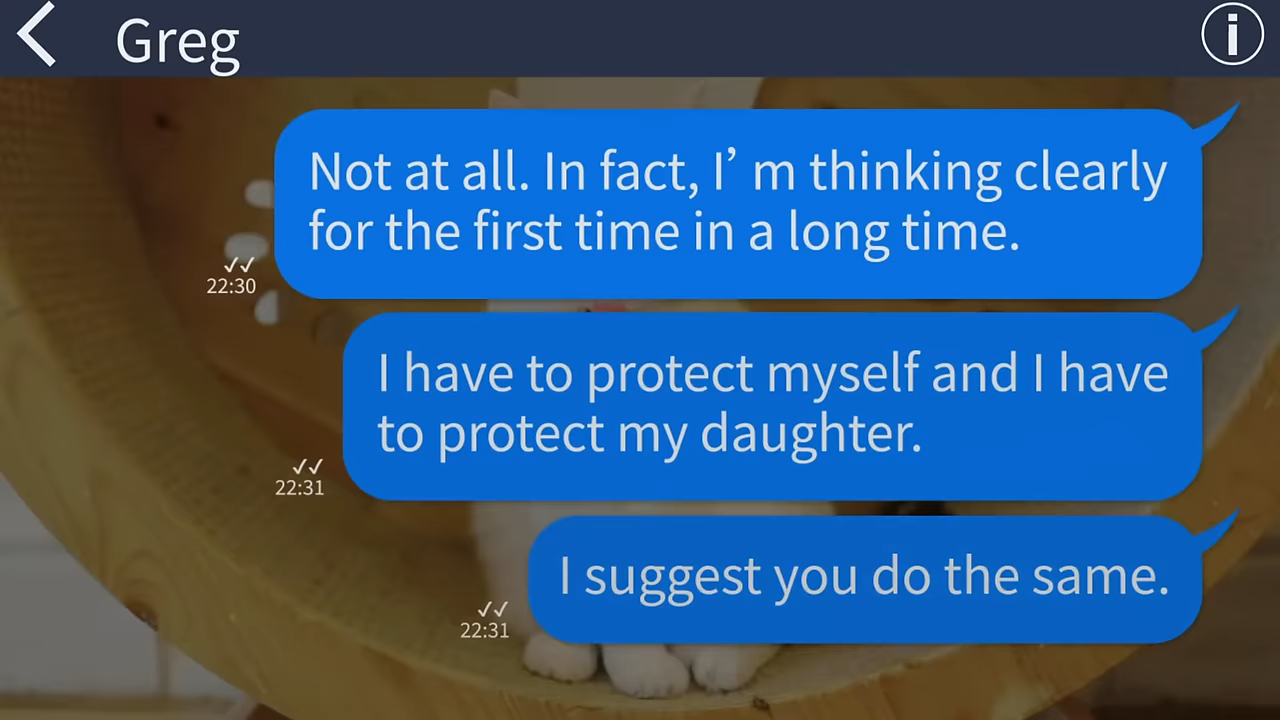 Greg
Not at all. In fact, I’ m thinking clearly
for the first time in a long time.
22:30
I have to protect myself and I have
to protect my daughter.
22:31
I suggest you do the same.
22:31